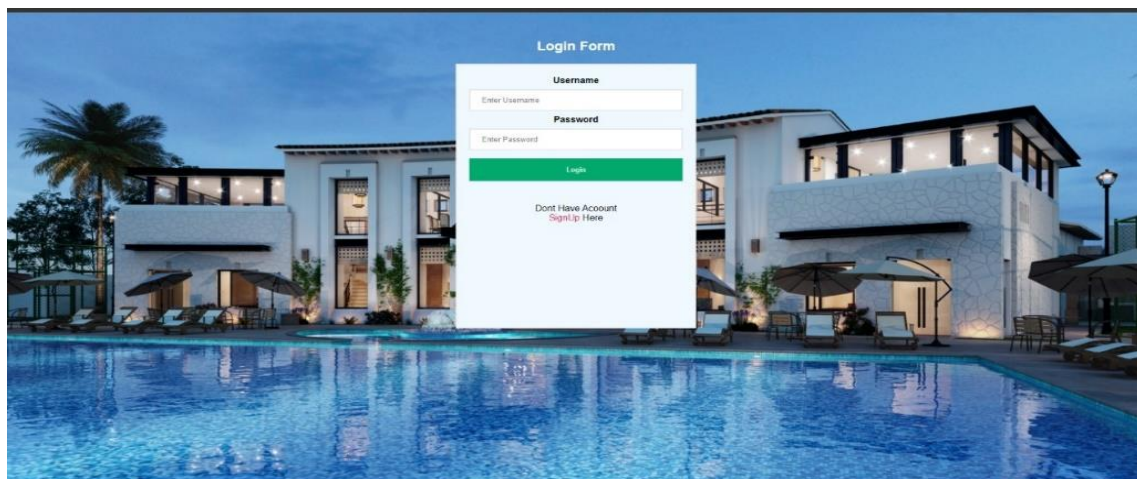 Login Form
Username
Enter Username
Password
Enter Password
Login
Dont Have Acoount
SignUp Here